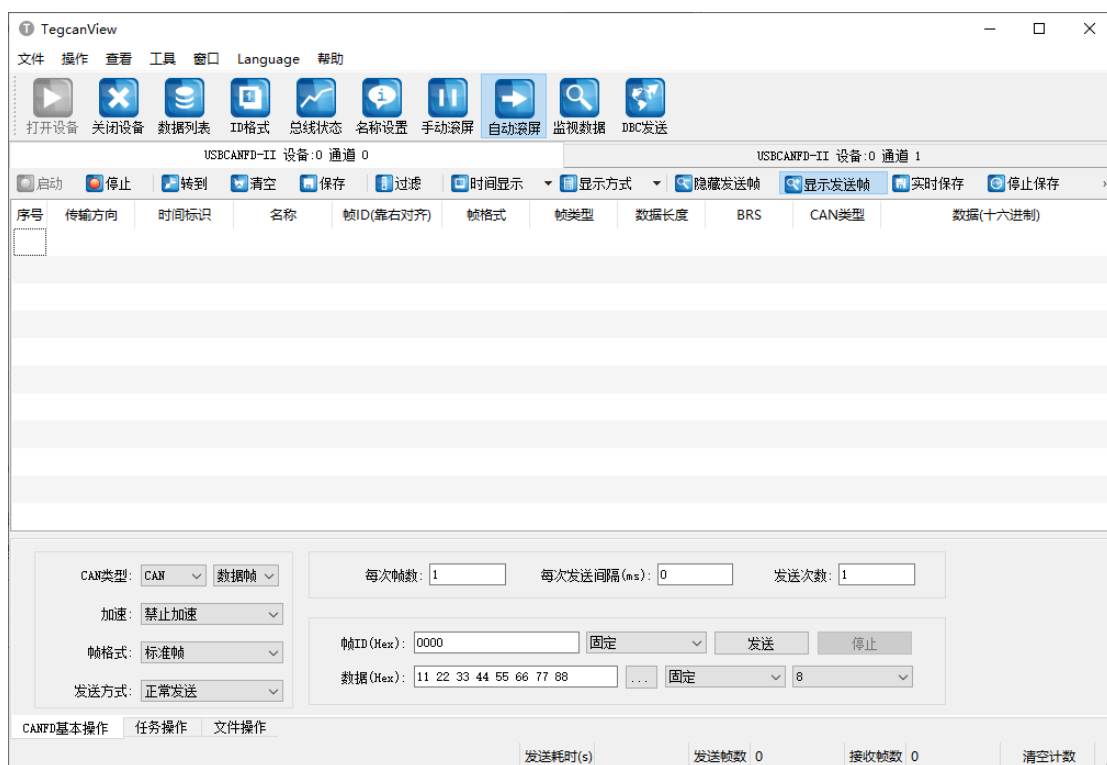 TegcanView
文件 操作 查看 工具 窗口 Language 帮助
打开设备 关闭设备 数据列表 ID格式 总线状态 名称设置 手动滚屏 自动滚屏 监视数据 DBC发送
USBCANFD-II 设备:0 通道 0 USBCANFD-II 设备:0 通道 1
启动 停止 转到 清空 保存 过滤 时间显示 显示方式 隐藏发送帧 显示发送帧 实时保存 停止保存
序号 传输方向 时间标识 名称 帧ID(靠右对齐) 帧格式 帧类型 数据长度 BRS CAN类型 数据(十六进制)
CAN类型: CAN 数据帧 每次帧数: 1 每次发送间隔(ms): 0 发送次数: 1
加速: 禁止加速
帧ID(Hex): 0000 固定 发送 停止
帧格式: 标准帧
数据(Hex): 11 22 33 44 55 66 77 88 ... 固定 8
发送方式: 正常发送
CANFD基本操作 任务操作 文件操作
发送耗时(s) 发送帧数 0 接收帧数 0 清空计数